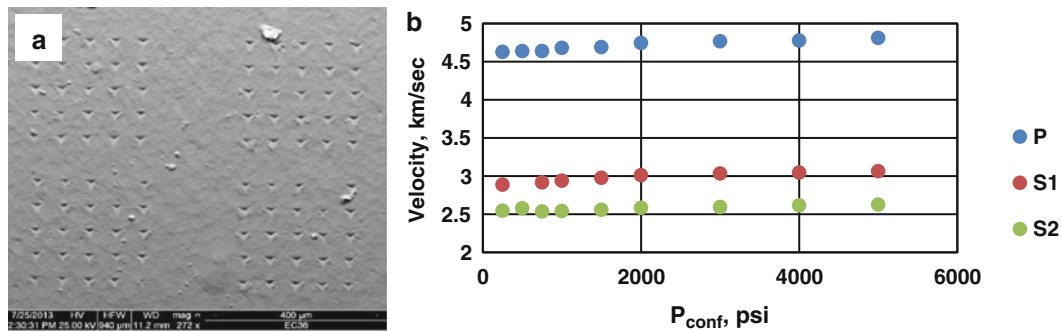 a
7/25/2013 HV HFW WD mag 400 µm
2:30:31 PM 25.00 kV 940 µm 11.2 mm 272 x EC36
b
5
4.5
4
3.5
3
2.5
2
Velocity, km/sec
0 2000 4000 6000
Pconf, psi
P
S1
S2